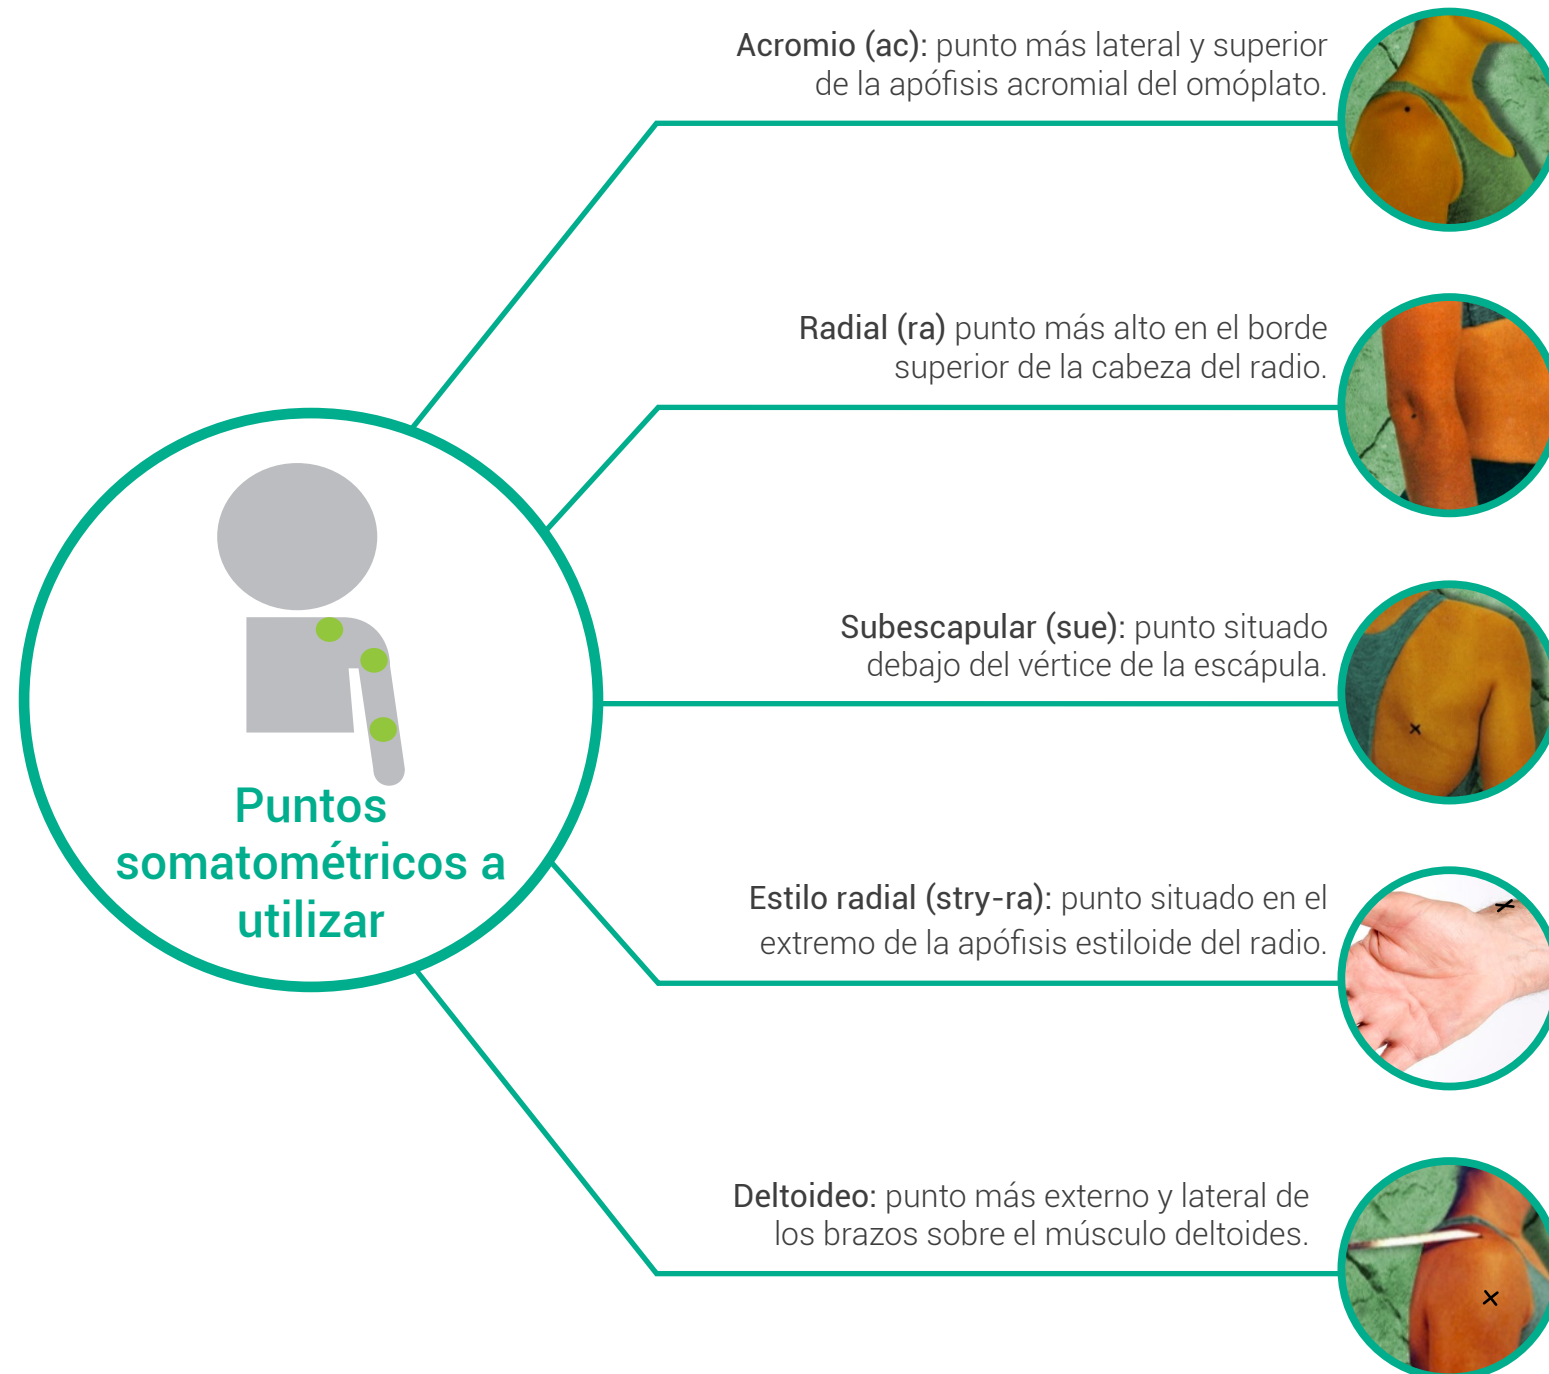 Acromio (ac): punto más lateral y superior
de la apófisis acromial del omóplato.
Radial (ra) punto más alto en el borde
superior de la cabeza del radio.
Subescapular (sue): punto situado
debajo del vértice de la escápula.
Puntos
somatométricos a
utilizar
Estilo radial (stry-ra): punto situado en el
extremo de la apófisis estiloide del radio.
Deltoideo: punto más externo y lateral de
los brazos sobre el músculo deltoides.